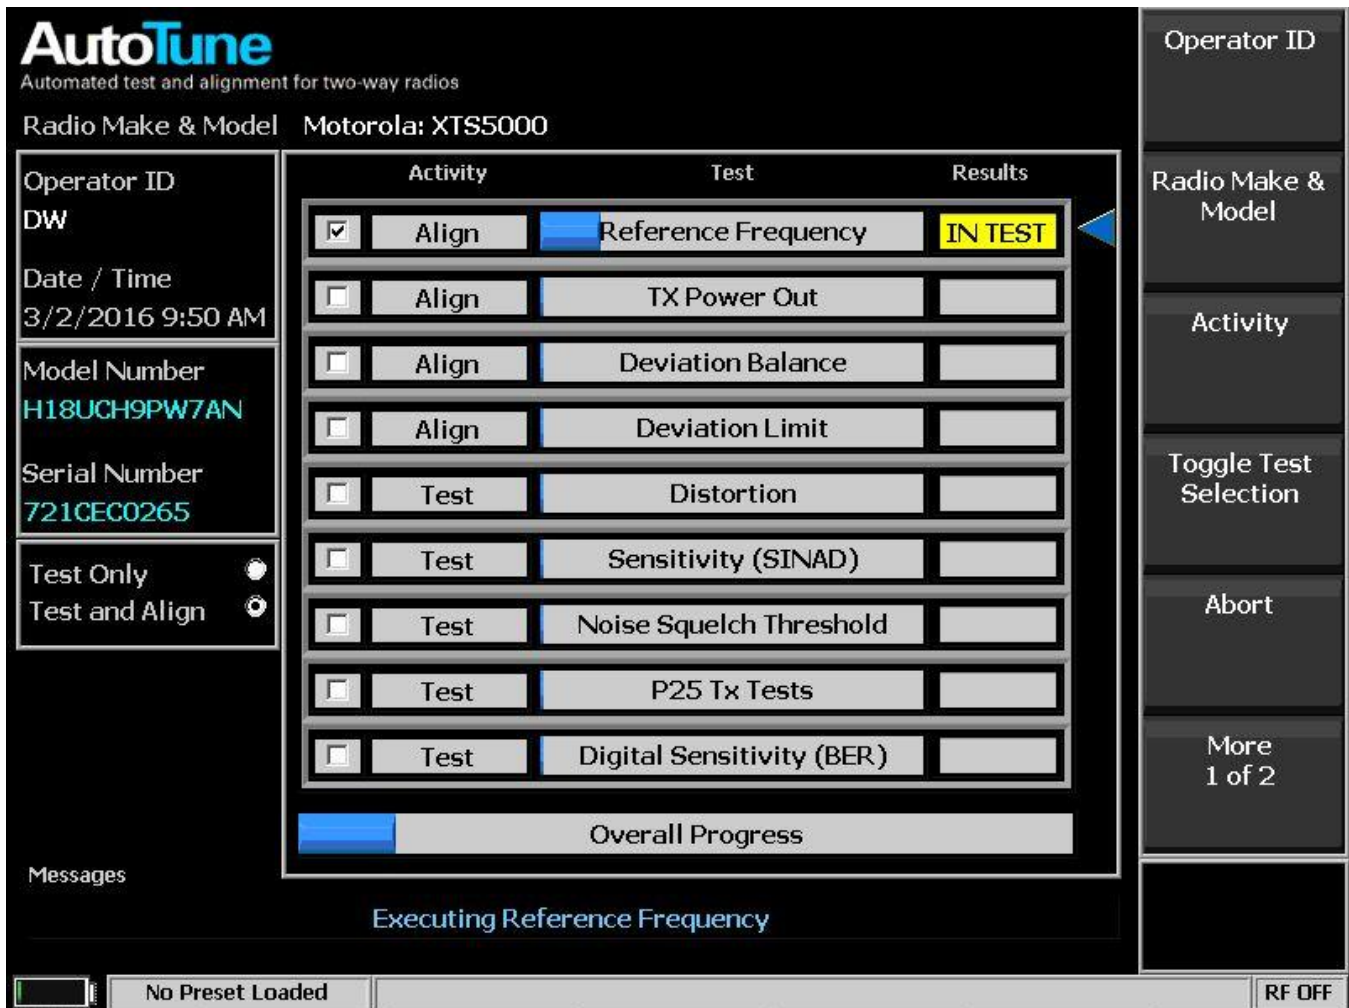 AutoTune
Automated test and alignment for two-way radios
Radio Make & Model Motorola: XTS5000
Operator ID
DW
Date / Time
3/2/2016 9:50 AM
Model Number
H18UCH9PW7AN
Serial Number
721CEC0265
Test Only
Test and Align
Activity Test Results
Align Reference Frequency IN TEST
Align TX Power Out
Align Deviation Balance
Align Deviation Limit
Test Distortion
Test Sensitivity (SINAD)
Test Noise Squelch Threshold
Test P25 Tx Tests
Test Digital Sensitivity (BER)
Overall Progress
Messages
Executing Reference Frequency
No Preset Loaded
RF OFF
Operator ID
Radio Make &
Model
Activity
Toggle Test
Selection
Abort
More
1 of 2